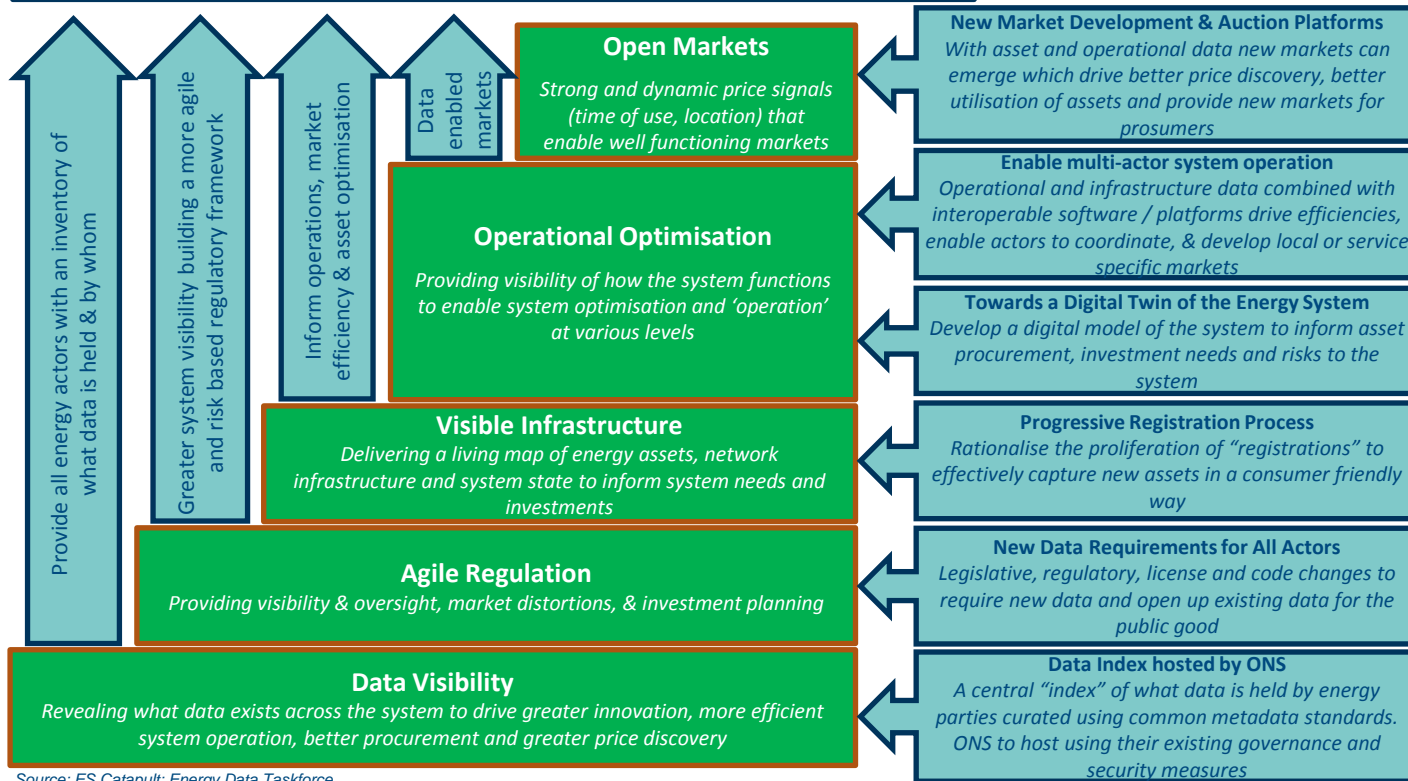 Open Markets
Strong and dynamic price signals
(time of use, location) that
enable well functioning markets
New Market Development & Auction Platforms
With asset and operational data new markets can
emerge which drive better price discovery, better
utilisation of assets and provide new markets for
prosumers
Data
enabled
markets
Operational Optimisation
Providing visibility of how the system functions
to enable system optimisation and ‘operation’
at various levels
Enable multi-actor system operation
Operational and infrastructure data combined with
interoperable software / platforms drive efficiencies,
enable actors to coordinate, & develop local or service
specific markets
Towards a Digital Twin of the Energy System
Develop a digital model of the system to inform asset
procurement, investment needs and risks to the
system
Inform operations, market
efficiency & asset optimisation
Visible Infrastructure
Delivering a living map of energy assets, network
infrastructure and system state to inform system needs and
investments
Progressive Registration Process
Rationalise the proliferation of “registrations” to
effectively capture new assets in a consumer friendly
way
Greater system visibility building a more agile
and risk based regulatory framework
Agile Regulation
Providing visibility & oversight, market distortions, & investment planning
New Data Requirements for All Actors
Legislative, regulatory, license and code changes to
require new data and open up existing data for the
public good
Provide all energy actors with an inventory of
what data is held & by whom
Data Visibility
Revealing what data exists across the system to drive greater innovation, more efficient
system operation, better procurement and greater price discovery
Data Index hosted by ONS
A central “index” of what data is held by energy
parties curated using common metadata standards.
ONS to host using their existing governance and
security measures
Source: ES Catapult: Energy Data Taskforce